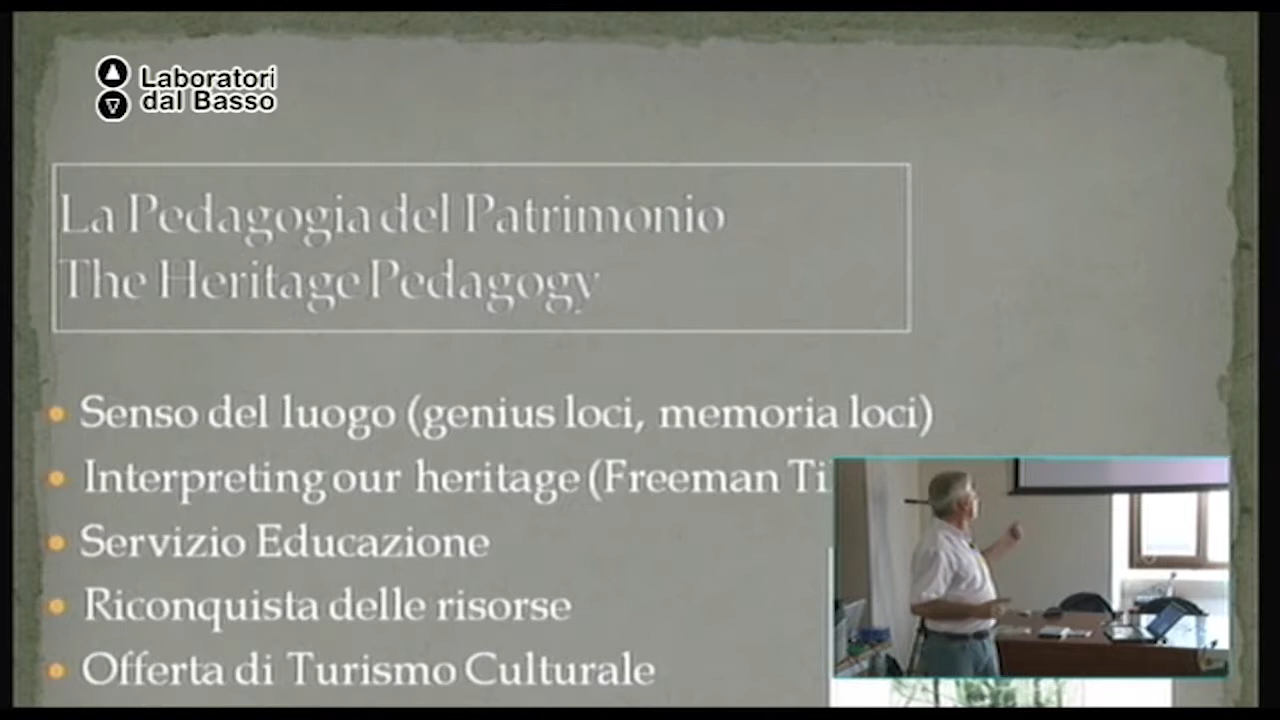 Laboratori
dal Basso
La Pedagogia del Patrimonio
The Heritage Pedagogy
Senso del luogo (genius loci, memoria loci)
Interpreting our heritage (Freeman
Servizio Educazione
Riconquista delle risorse
Offerta di Turismo Culturale